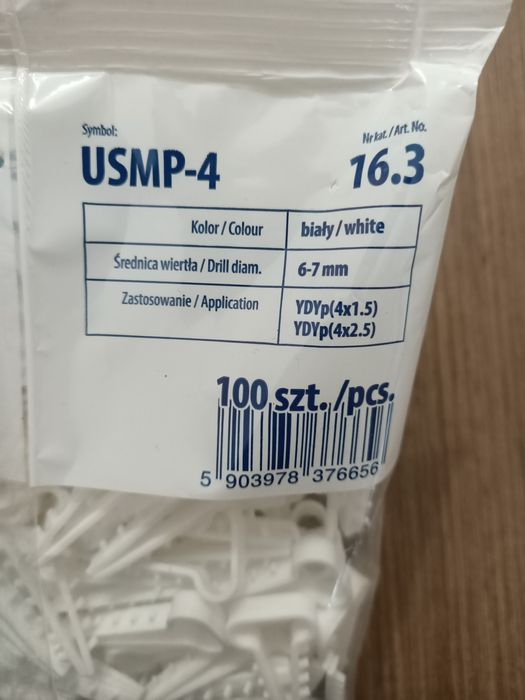 Symbol:
Nr kat. / Art. No.
USMP-4
16.3
Kolor / Colour
biały / white
Średnica wiertła / Drill diam.
6-7 mm
Zastosowanie / Application
YDYp(4x1.5)
YDYp(4x2.5)
100 szt. /pcs.
5 903978 376656